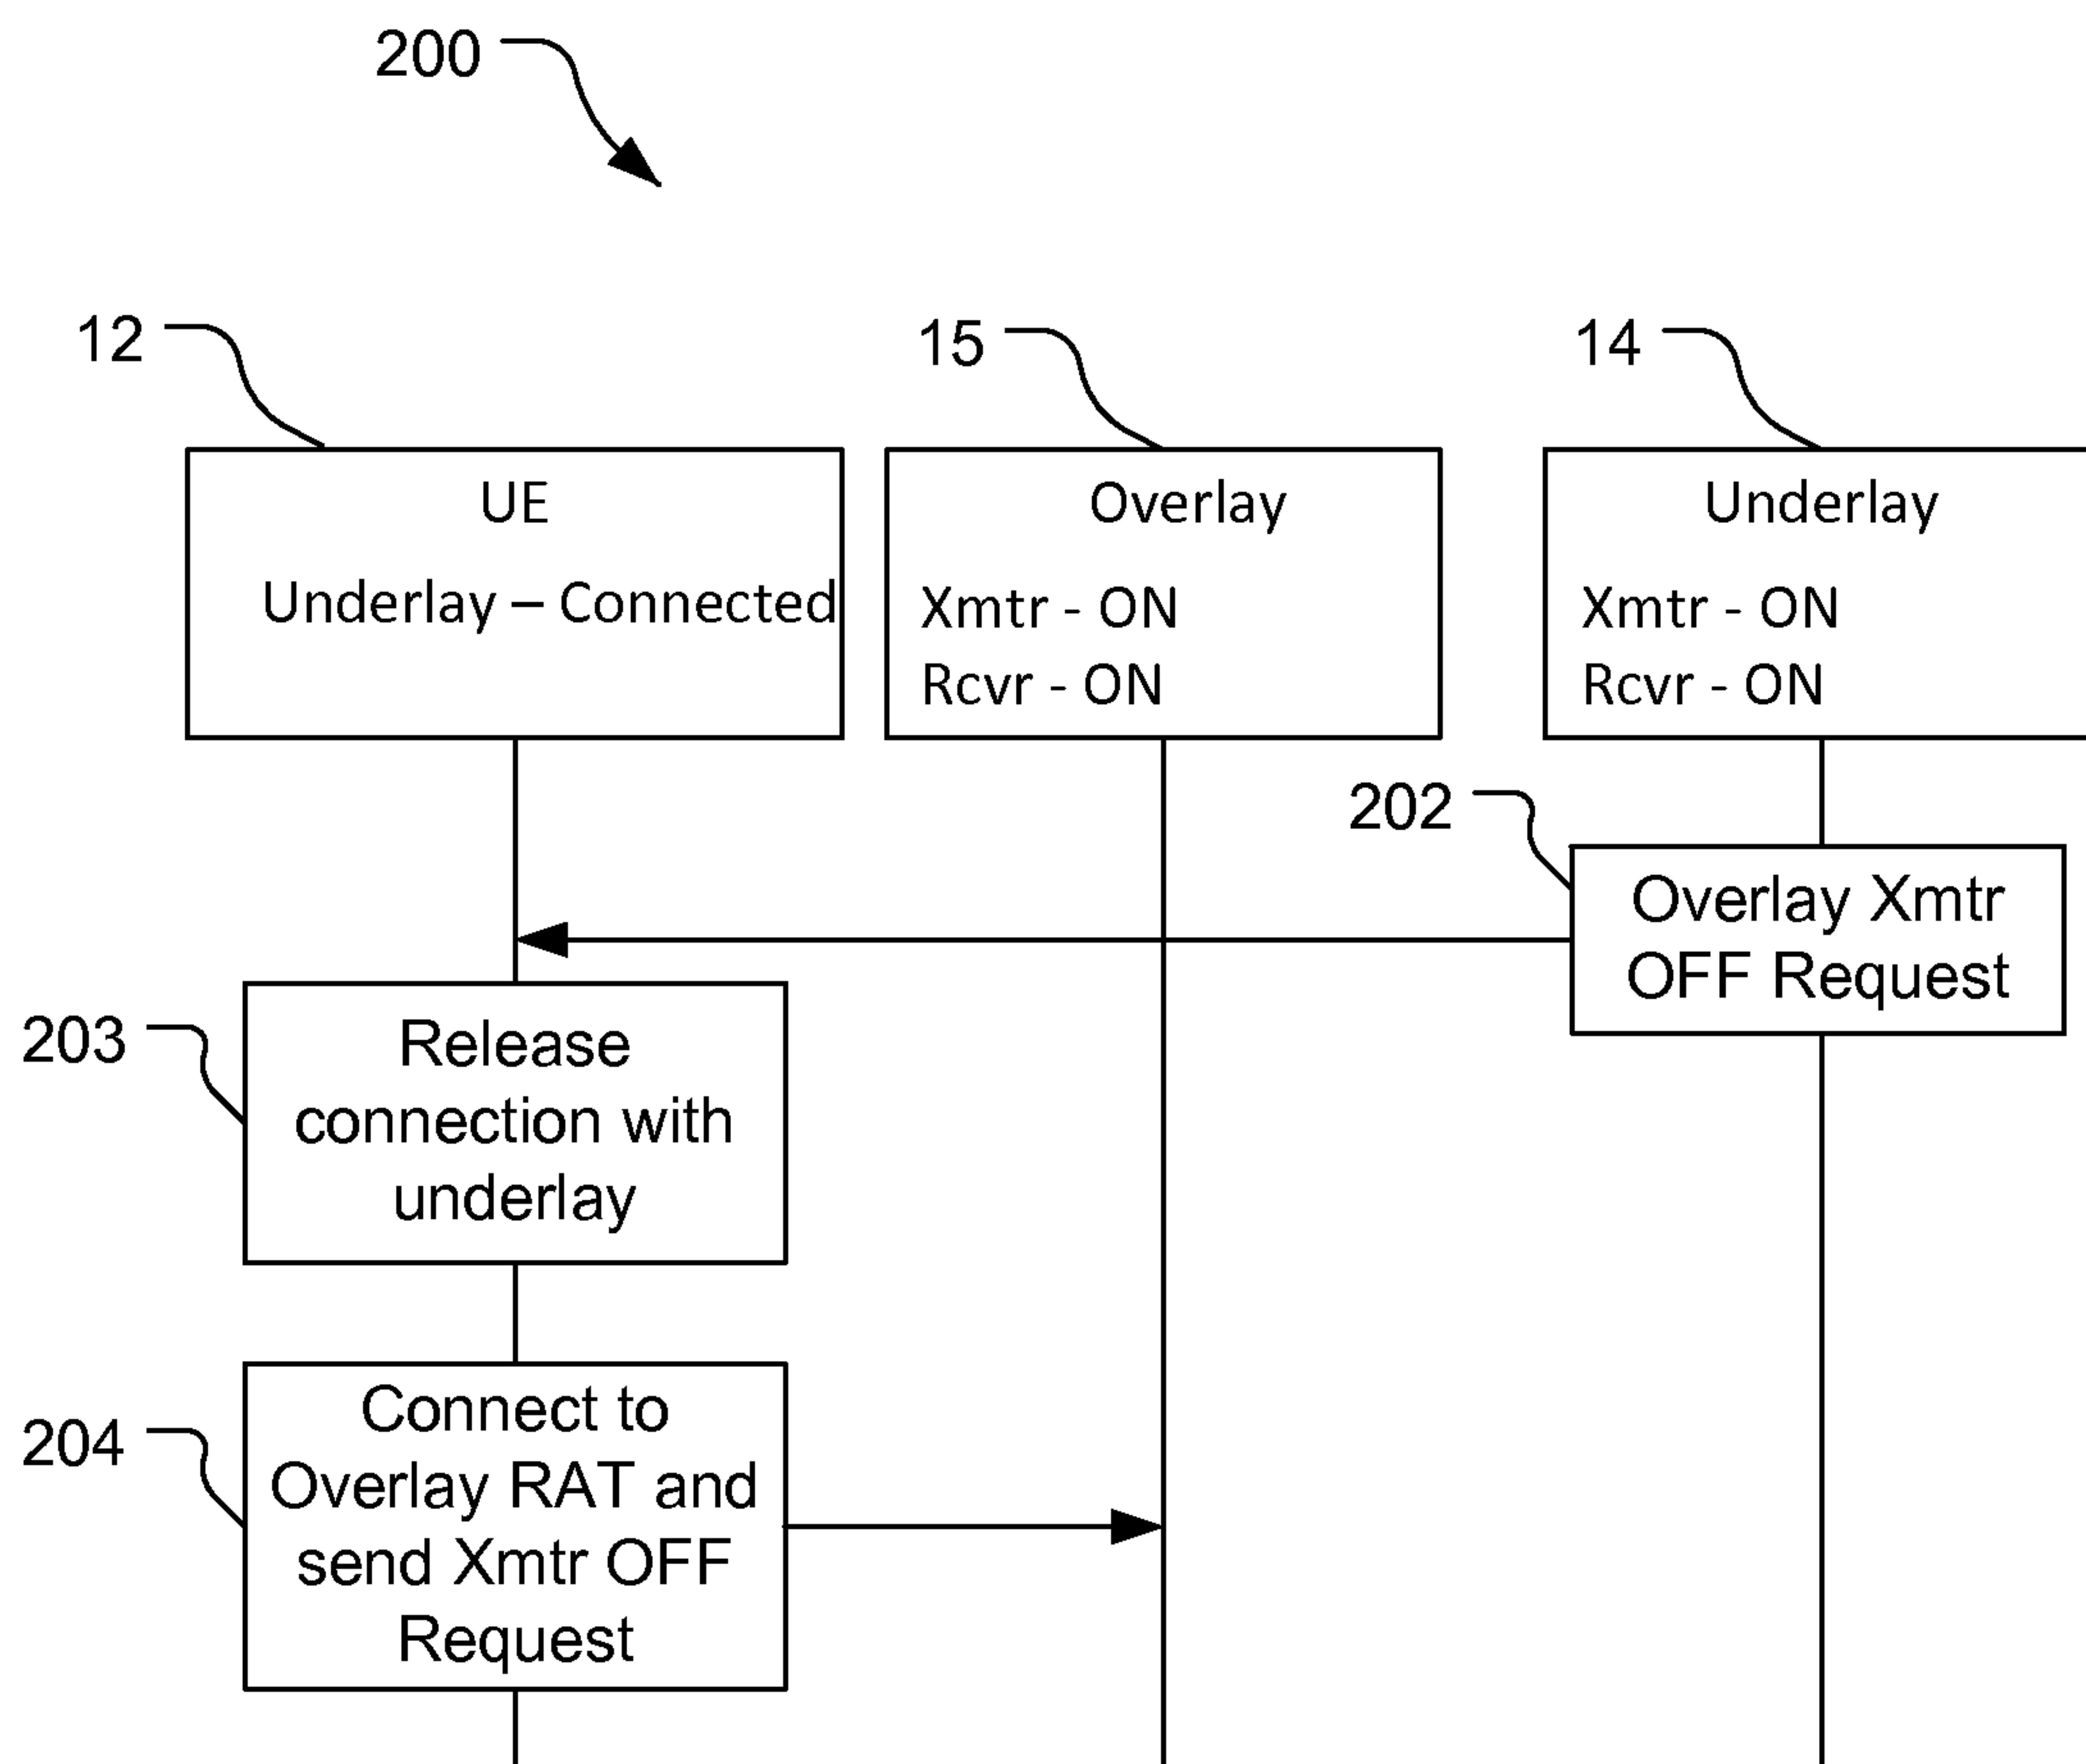 200
12
15
14
UE
Underlay – Connected
Overlay
Xmtr - ON
Rcvr - ON
Underlay
Xmtr - ON
Rcvr - ON
202
Overlay Xmtr
OFF Request
203
Release
connection with
underlay
204
Connect to
Overlay RAT and
send Xmtr OFF
Request